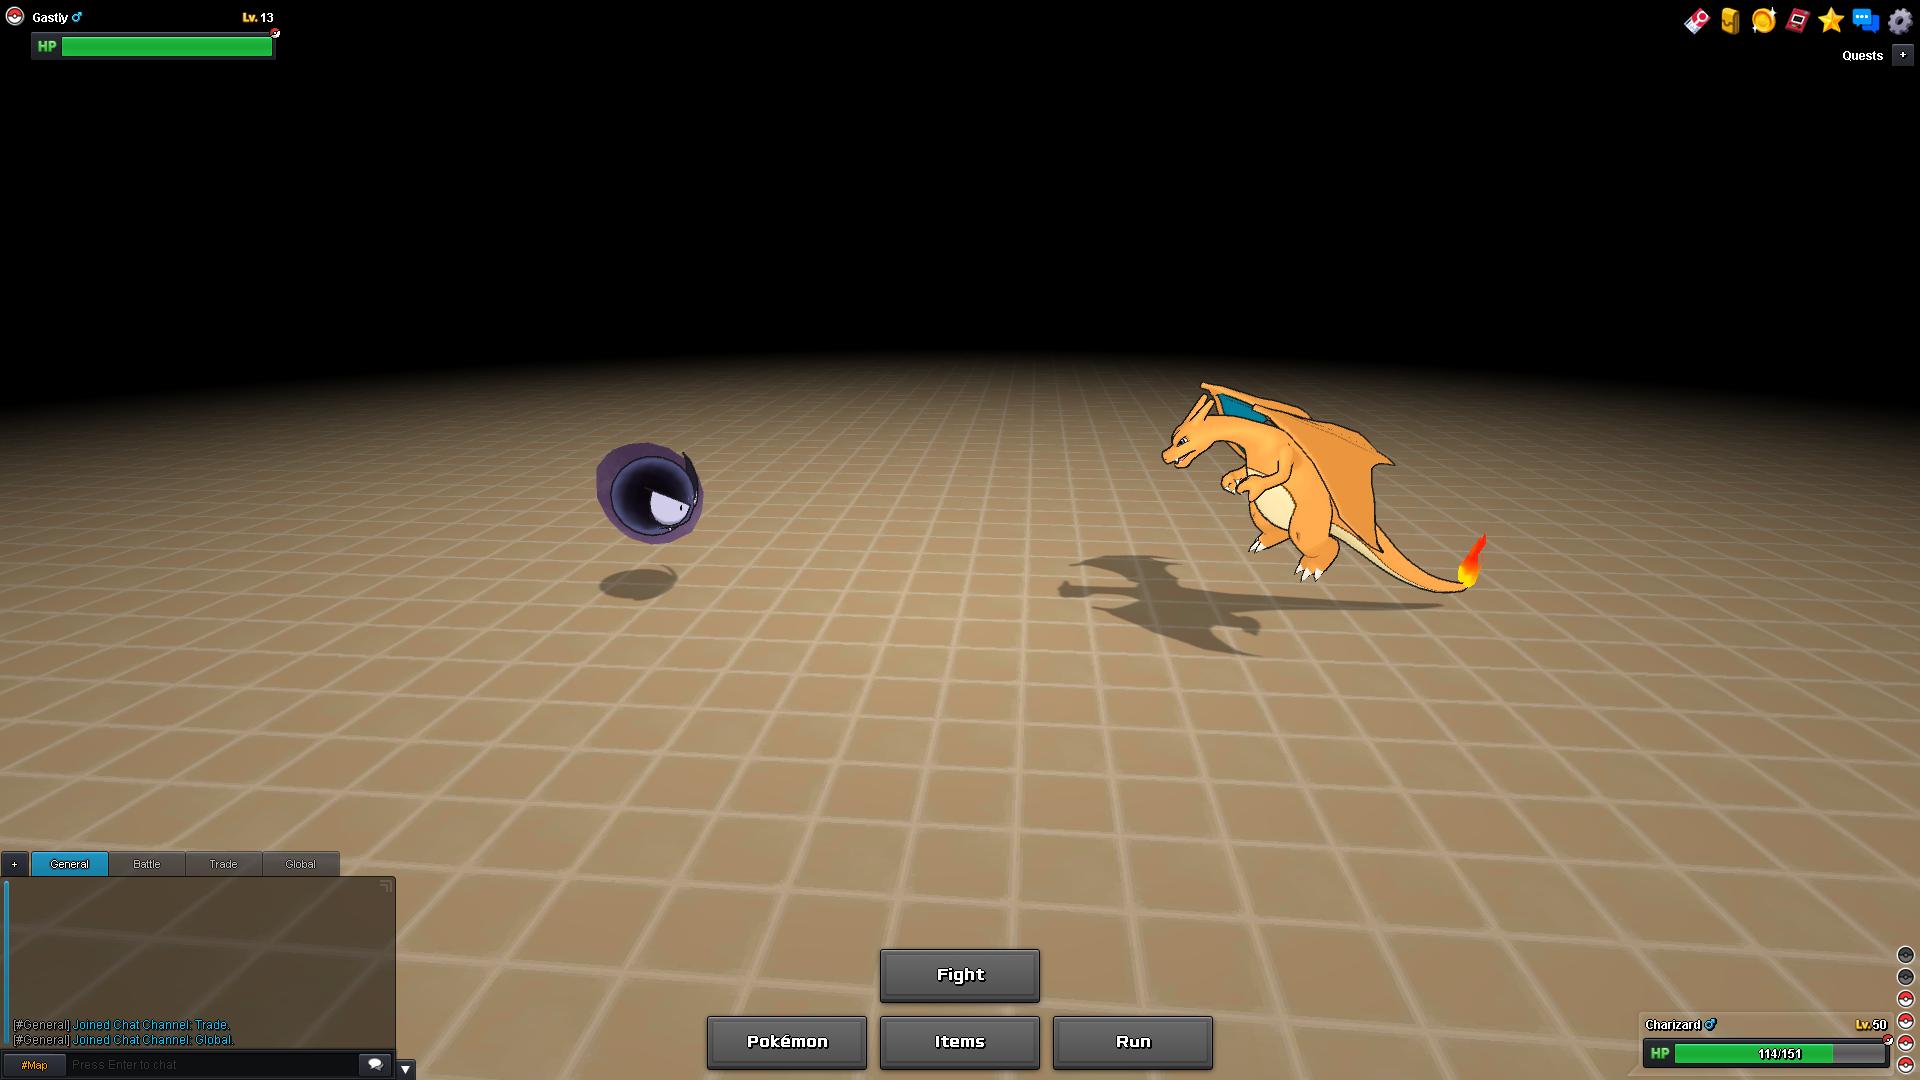 Gastly♂ Lv. 13
HP
Quests +
+ General Battle Trade Global
[#General] Joined Chat Channel: Trade.
[#General] Joined Chat Channel: Global.
#Map Press Enter to chat
Fight
Pokémon Items Run
Charizard♂ Lv. 50
HP 114/151